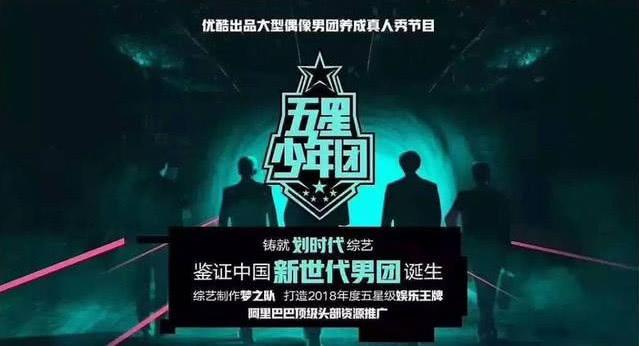 优酷出品大型偶像男团养成真人秀节目
五星
少年团
铸就划时代综艺
鉴证中国新世代男团诞生
综艺制作梦之队 打造2018年度五星级娱乐王牌
阿里巴巴顶级头部资源推广